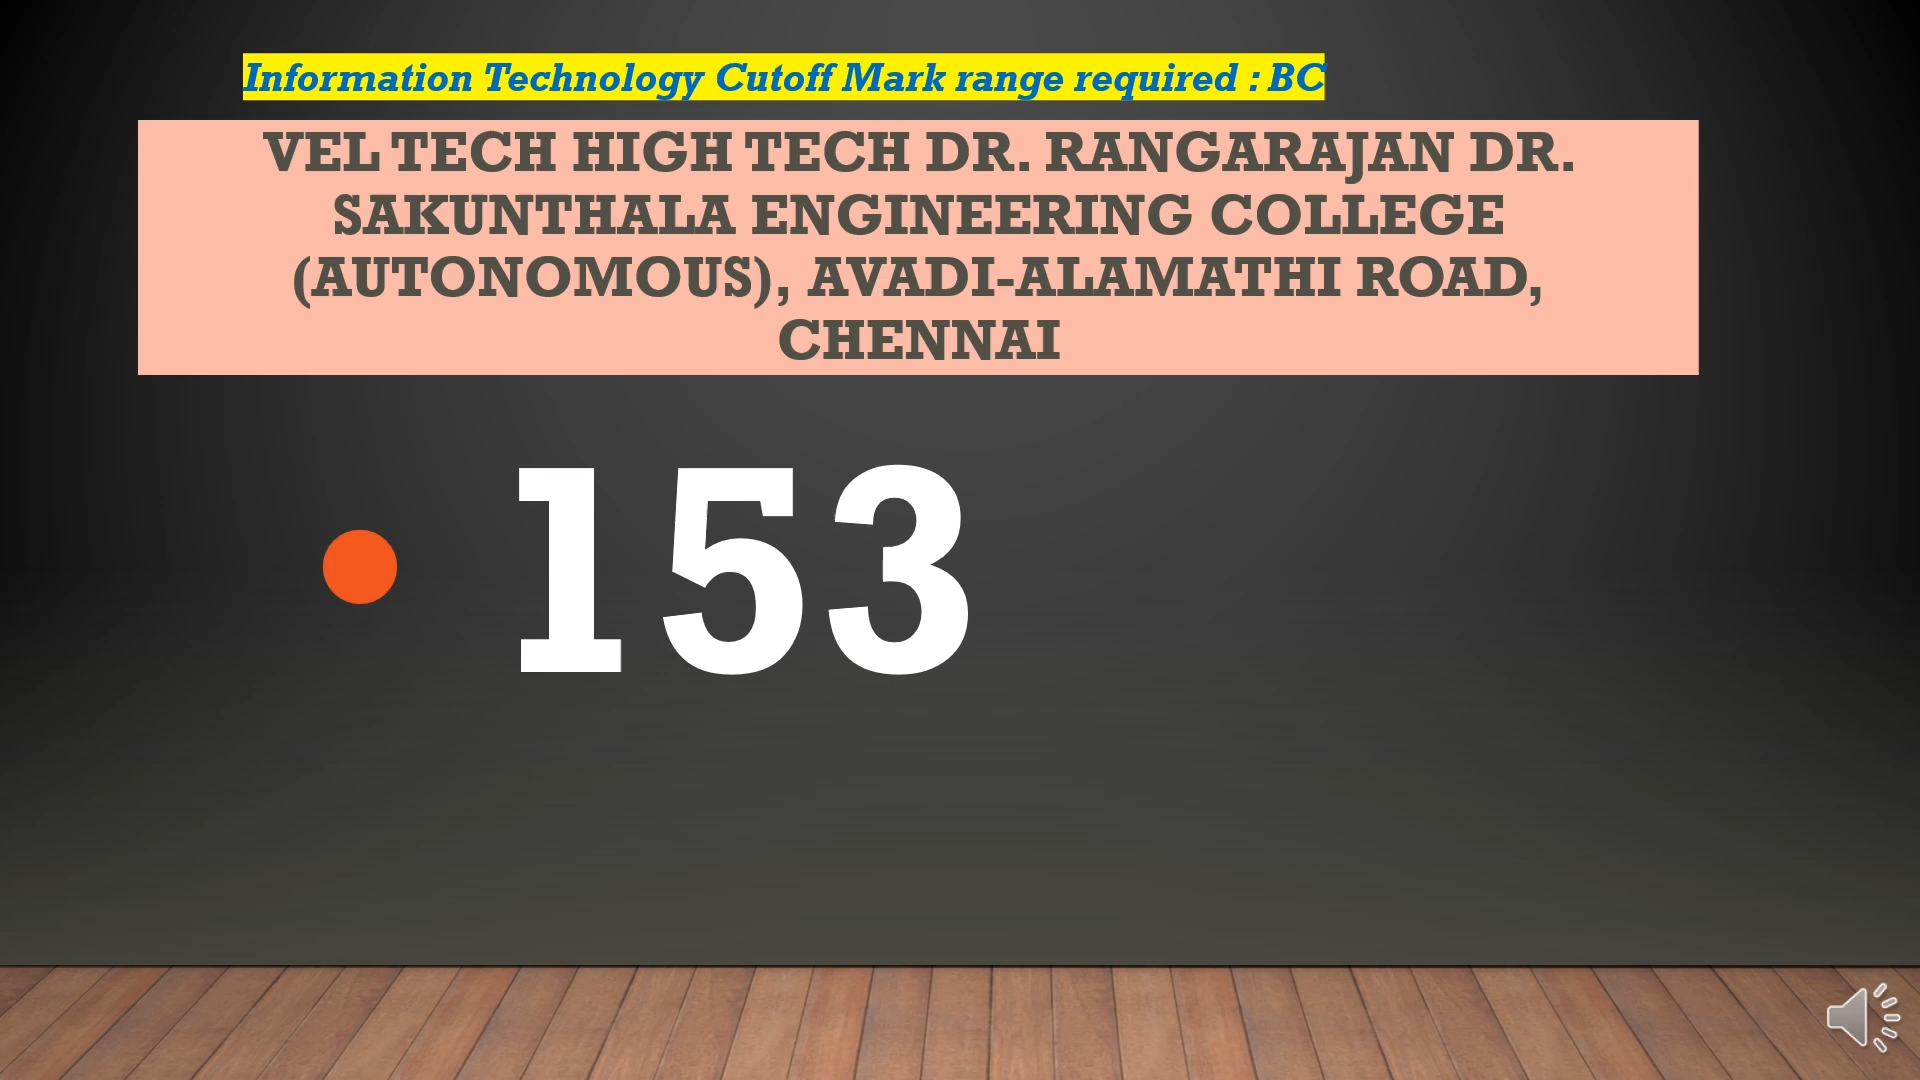 Information Technology Cutoff Mark range required : BC
VEL TECH HIGH TECH DR. RANGARAJAN DR.
SAKUNTHALA ENGINEERING COLLEGE
(AUTONOMOUS), AVADI-ALAMATHI ROAD,
CHENNAI
153